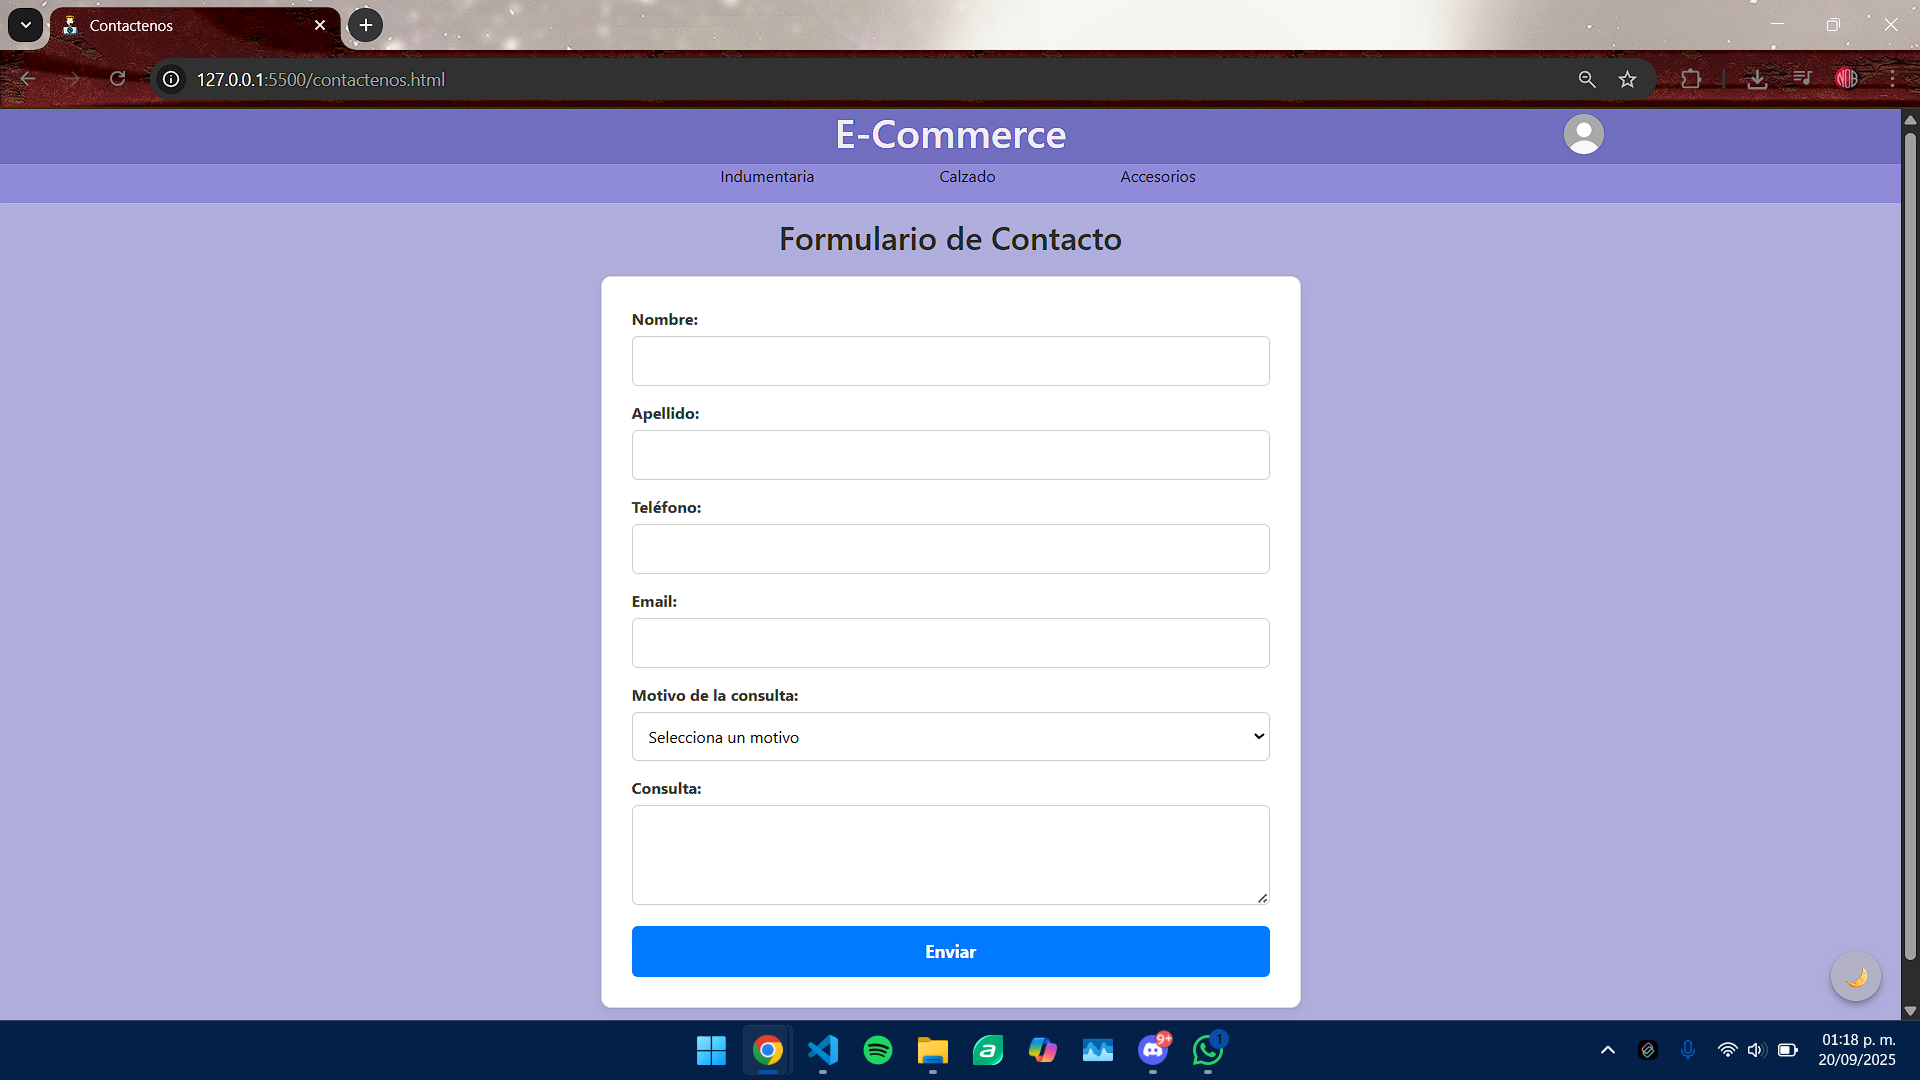 Contactenos
127.0.0.1:5500/contactenos.html
E-Commerce
Indumentaria Calzado Accesorios
Formulario de Contacto
Nombre:
Apellido:
Teléfono:
Email:
Motivo de la consulta:
Selecciona un motivo
Consulta:
Enviar
9+
1
01:18 p. m.
20/09/2025